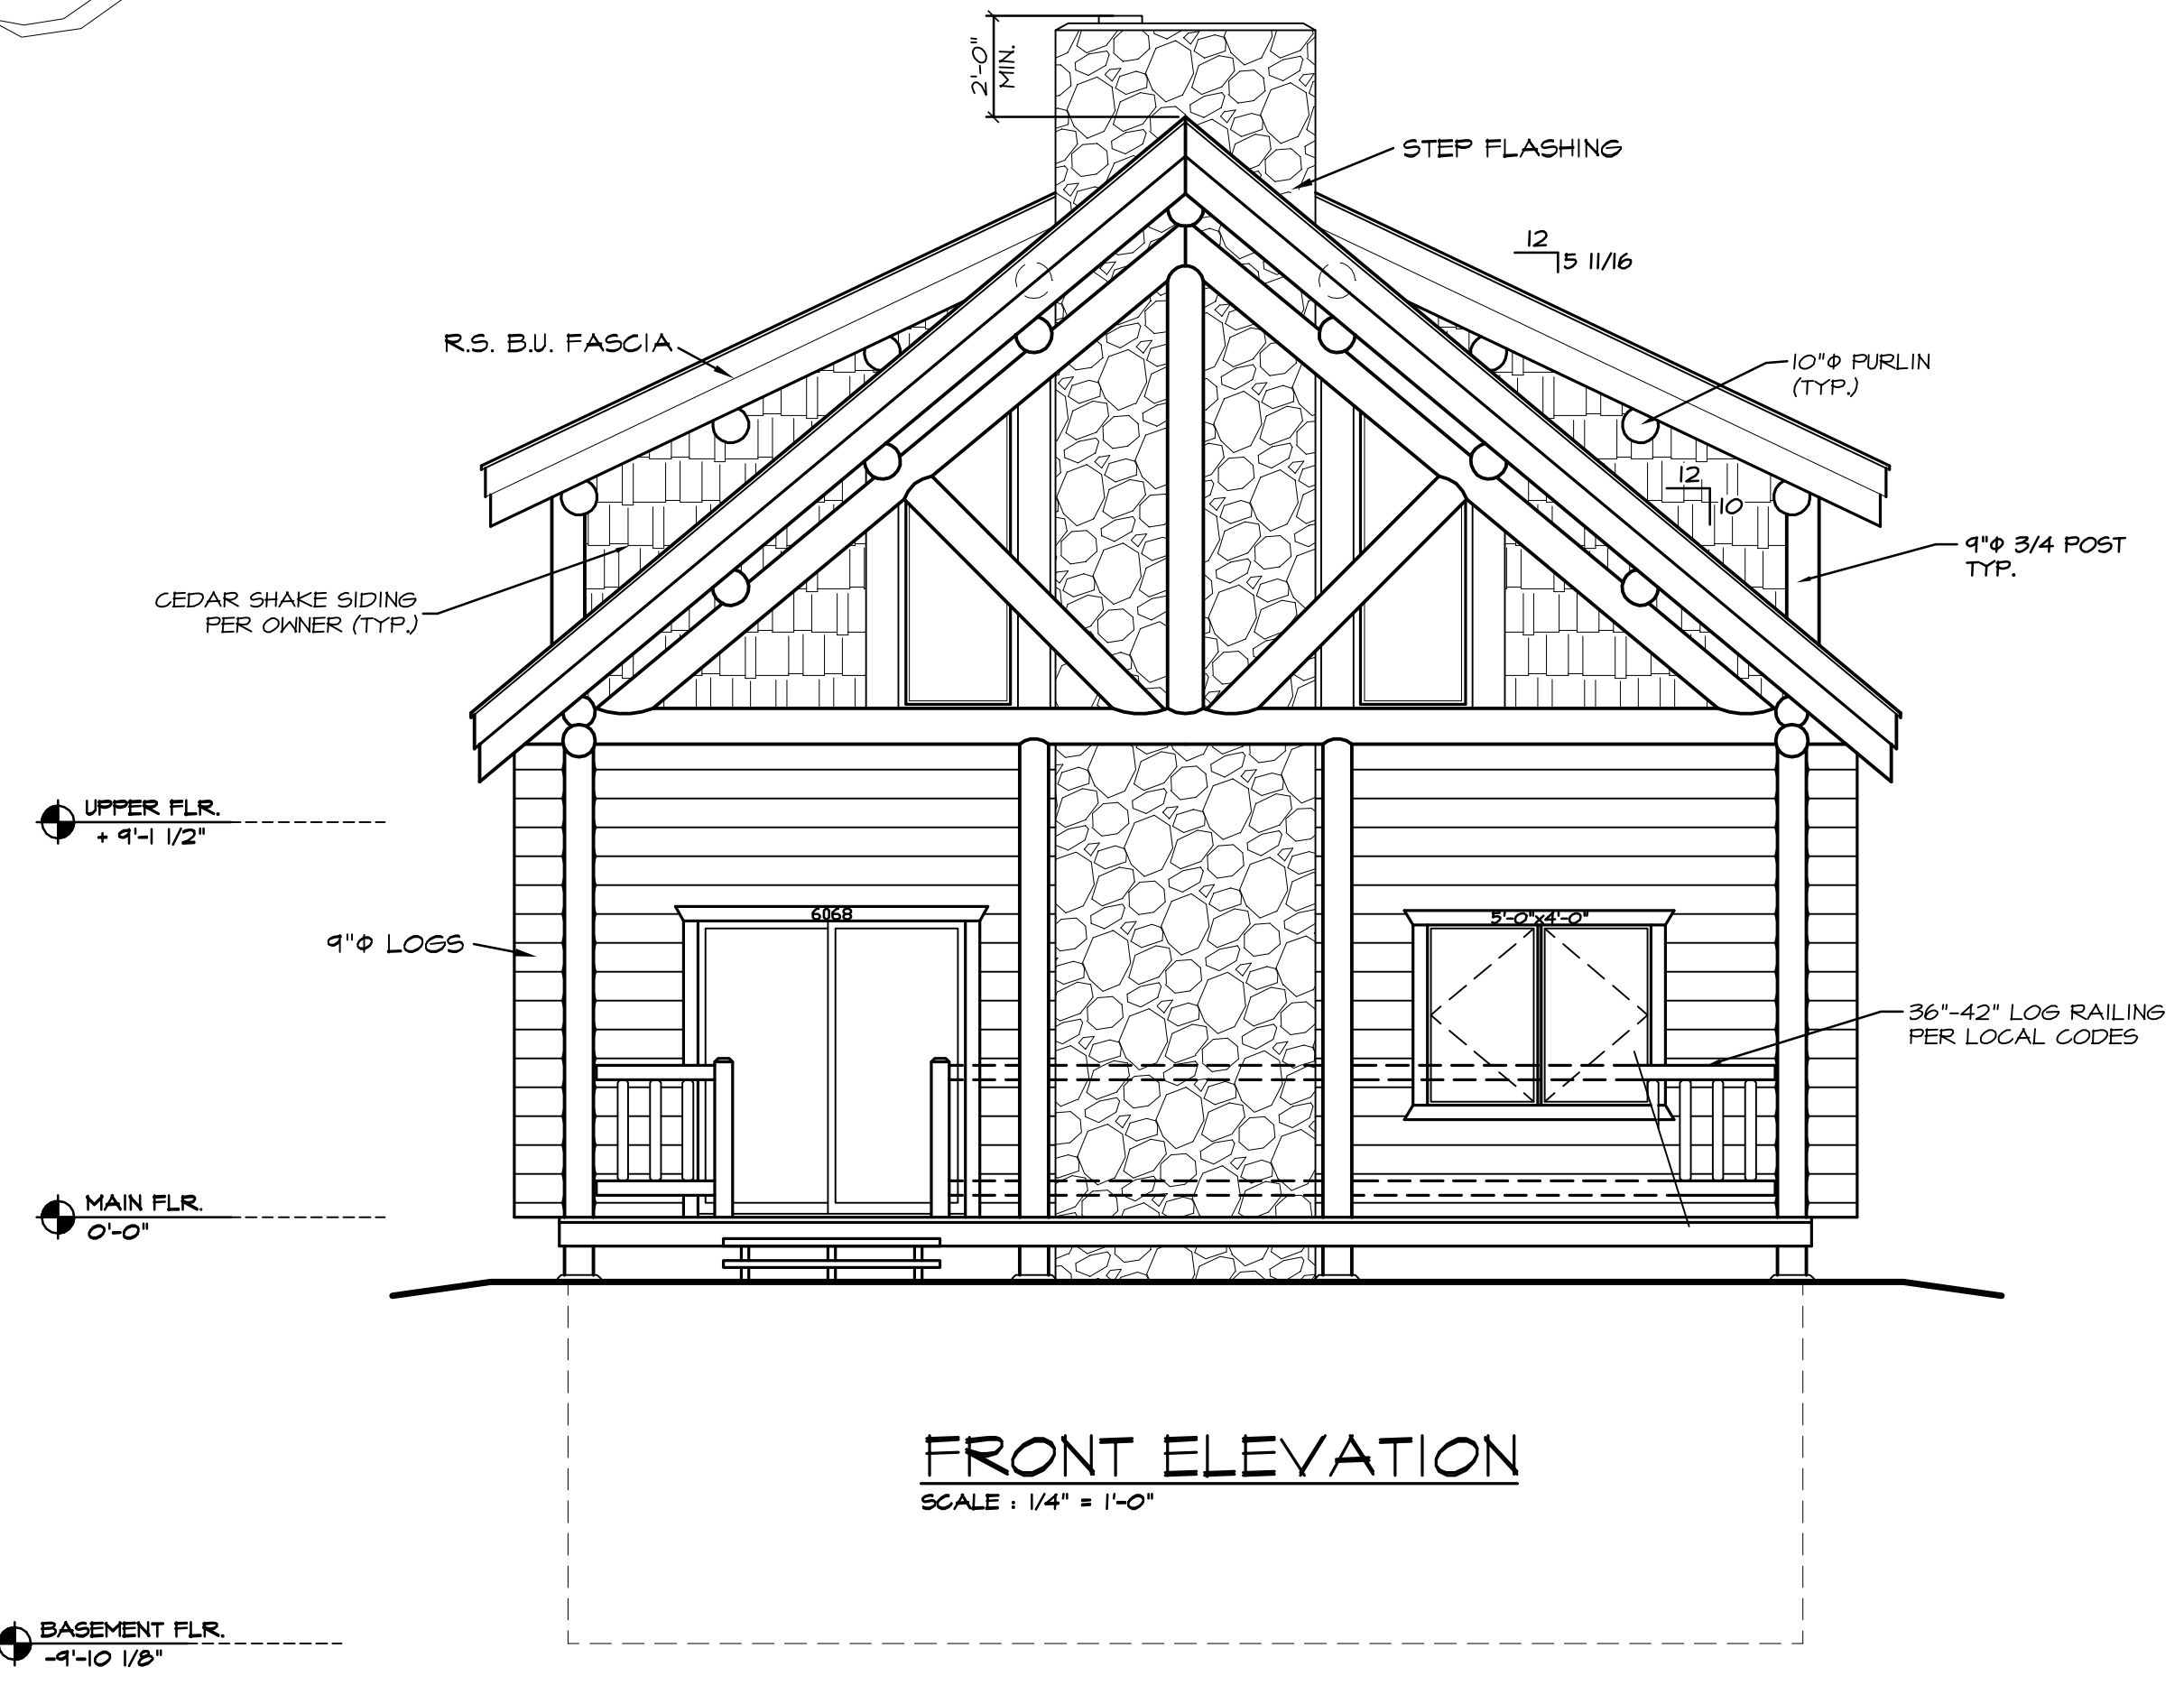 2'-0"
MIN.
STEP FLASHING
12
5 11/16
R.S. B.U. FASCIA
10"Φ PURLIN
(TYP.)
12
10
9"Φ 3/4 POST
TYP.
CEDAR SHAKE SIDING
PER OWNER (TYP.)
UPPER FLR.
+ 9'-1 1/2"
6068
5'-0"x4'-0"
9"Φ LOGS
36"-42" LOG RAILING
PER LOCAL CODES
MAIN FLR.
0'-0"
FRONT ELEVATION
SCALE : 1/4" = 1'-0"
BASEMENT FLR.
-9'-10 1/8"